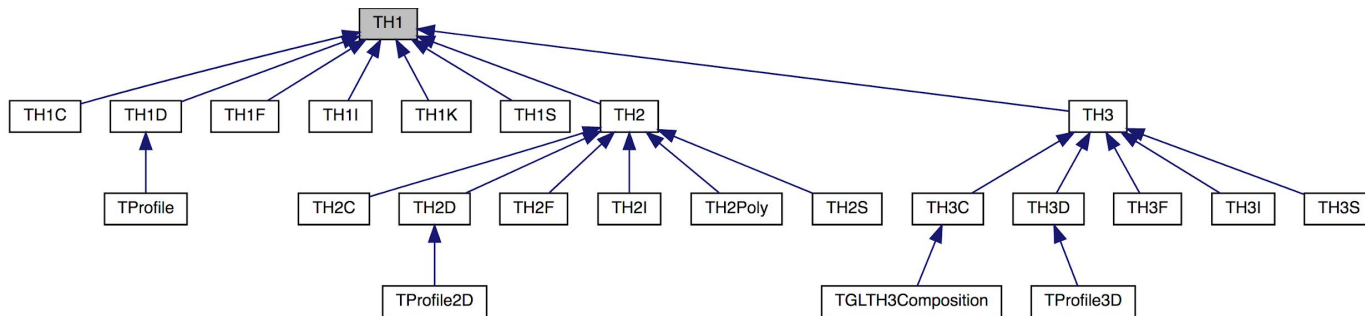 TH1
TH1C TH1D TH1F TH1I TH1K TH1S TH2 TH3
TProfile TH2C TH2D TH2F TH2I TH2Poly TH2S TH3C TH3D TH3F TH3I TH3S
TProfile2D TGLTH3Composition TProfile3D